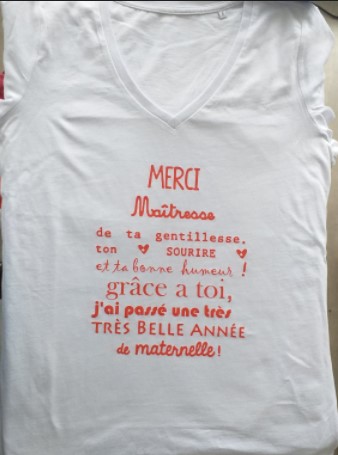 MERCI
Maîtresse
de ta gentillesse.
ton SOURIRE
et ta bonne humeur !
grâce a toi,
j'ai passé une très
TRÈS BELLE ANNÉE
de maternelle !